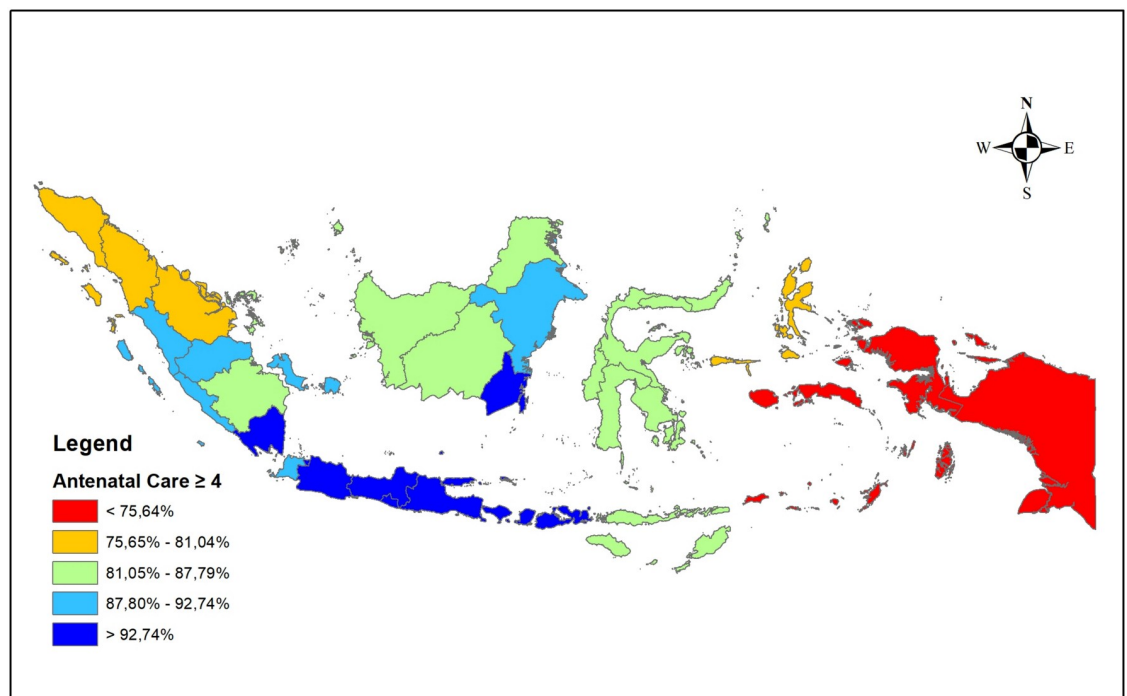 N
W E
S
Legend
Antenatal Care ≥ 4
< 75,64%
75,65% - 81,04%
81,05% - 87,79%
87,80% - 92,74%
> 92,74%